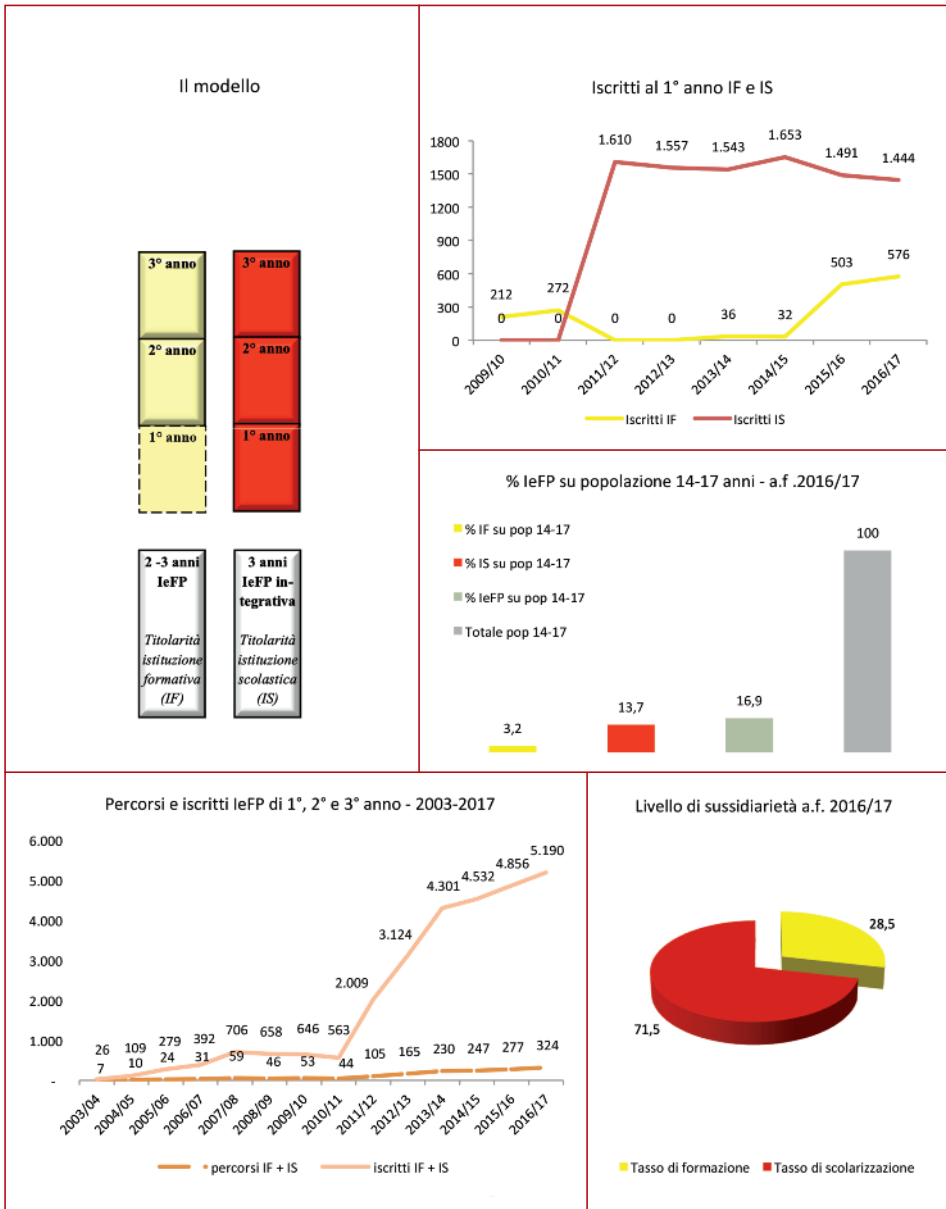 Il modello
3° anno
3° anno
2° anno
2° anno
1° anno
1° anno
2 -3 anni
IeFP
Titolarità
istituzione
formativa
(IF)
3 anni
IeFP in-
tegrativa
Titolarità
istituzione
scolastica
(IS)
Iscritti al 1° anno IF e IS
1800
1500
1200
900
600
300
0
1.610
1.557
1.543
1.653
1.491
1.444
212
272
0
0
0
0
36
32
503
576
2009/10
2010/11
2011/12
2012/13
2013/14
2014/15
2015/16
2016/17
Iscritti IF
Iscritti IS
% IeFP su popolazione 14-17 anni - a.f .2016/17
% IF su pop 14-17
% IS su pop 14-17
% IeFP su pop 14-17
Totale pop 14-17
3,2
13,7
16,9
100
Percorsi e iscritti IeFP di 1°, 2° e 3° anno - 2003-2017
6.000
5.000
4.000
3.000
2.000
1.000
-
26
109
279
392
706
658
646
563
2.009
3.124
4.301
4.532
4.856
5.190
7
10
24
31
59
46
53
44
105
165
230
247
277
324
2003/04
2004/05
2005/06
2006/07
2007/08
2008/09
2009/10
2010/11
2011/12
2012/13
2013/14
2014/15
2015/16
2016/17
percorsi IF + IS
iscritti IF + IS
Livello di sussidiarietà a.f. 2016/17
28,5
71,5
Tasso di formazione
Tasso di scolarizzazione